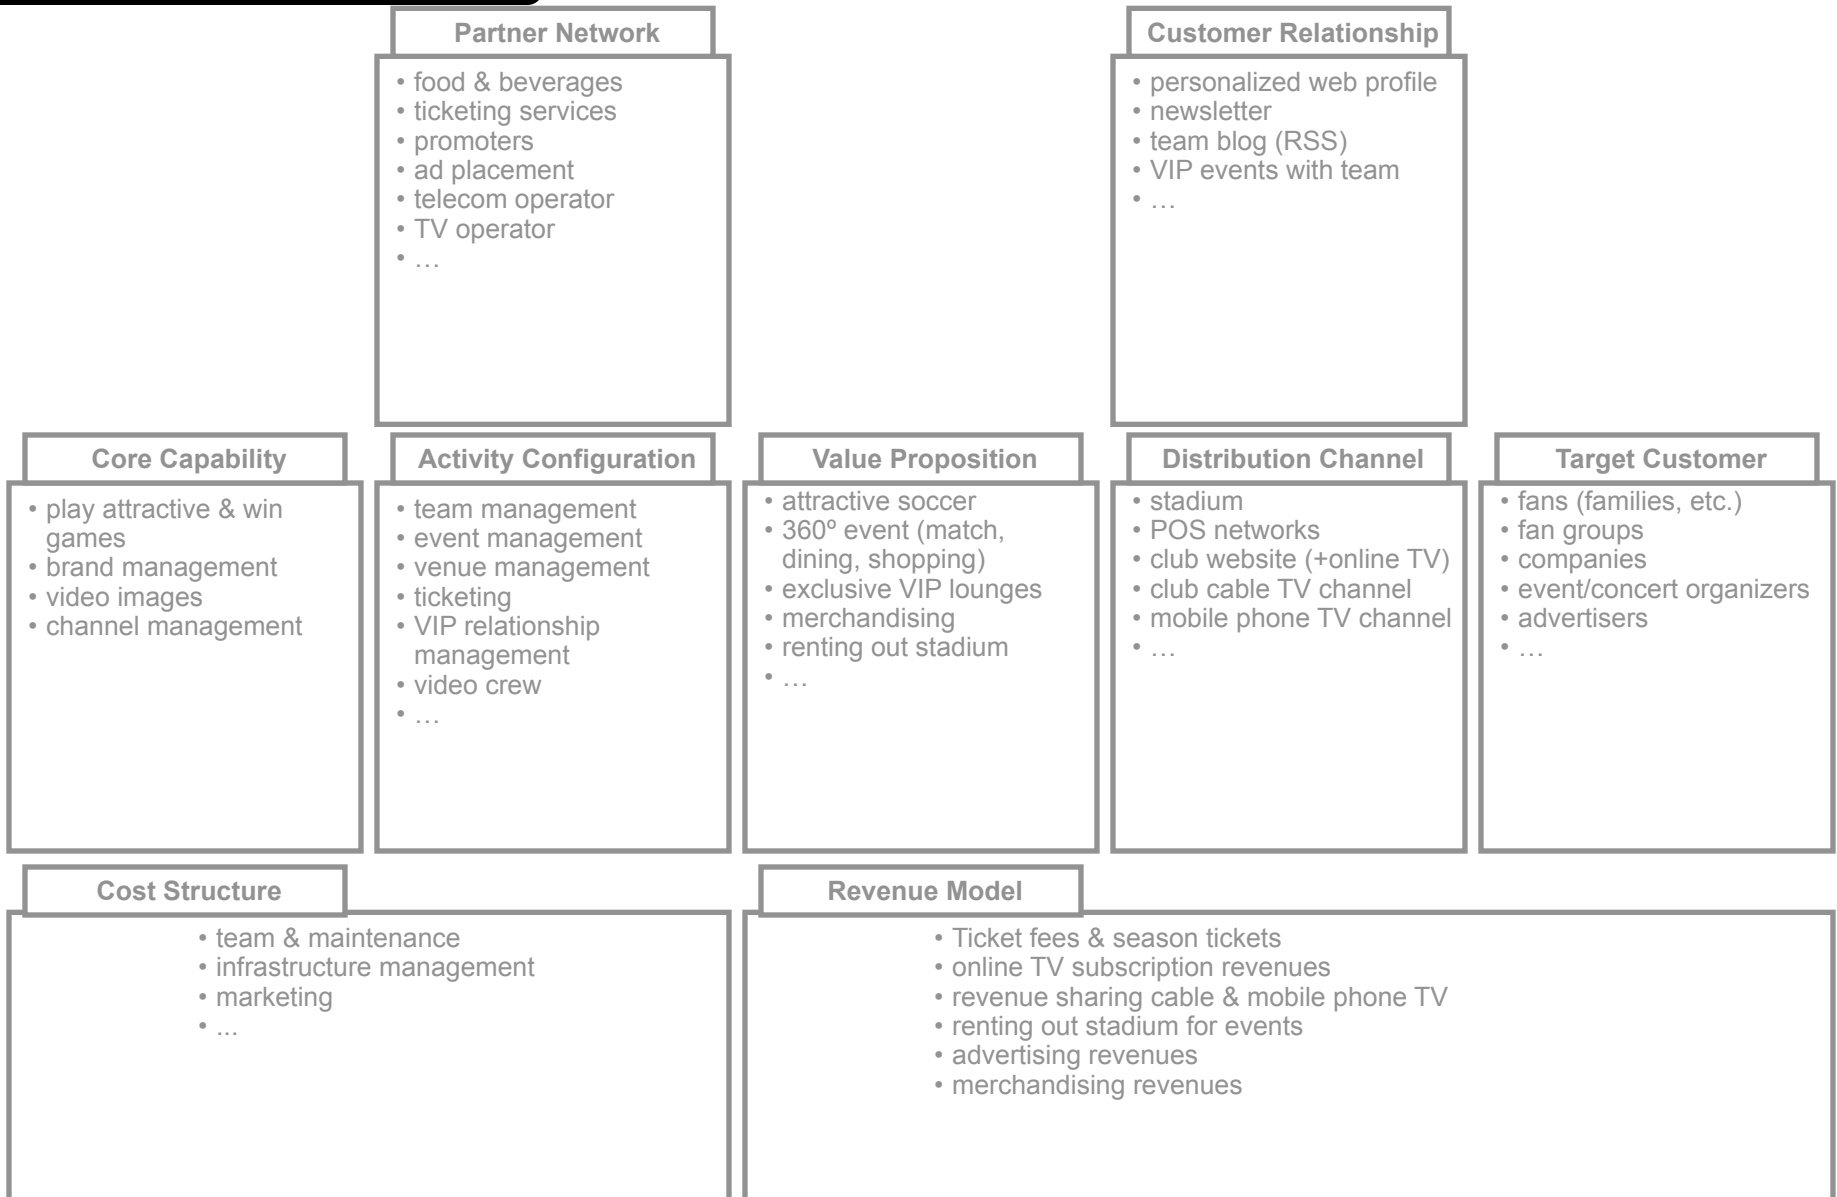 Partner Network
• food & beverages
• ticketing services
• promoters
• ad placement
• telecom operator
• TV operator
• …
Customer Relationship
• personalized web profile
• newsletter
• team blog (RSS)
• VIP events with team
• …
Core Capability
• play attractive & win
games
• brand management
• video images
• channel management
Activity Configuration
• team management
• event management
• venue management
• ticketing
• VIP relationship
management
• video crew
• …
Value Proposition
• attractive soccer
• 360º event (match,
dining, shopping)
• exclusive VIP lounges
• merchandising
• renting out stadium
• …
Distribution Channel
• stadium
• POS networks
• club website (+online TV)
• club cable TV channel
• mobile phone TV channel
• …
Target Customer
• fans (families, etc.)
• fan groups
• companies
• event/concert organizers
• advertisers
• …
Cost Structure
• team & maintenance
• infrastructure management
• marketing
• ...
Revenue Model
• Ticket fees & season tickets
• online TV subscription revenues
• revenue sharing cable & mobile phone TV
• renting out stadium for events
• advertising revenues
• merchandising revenues